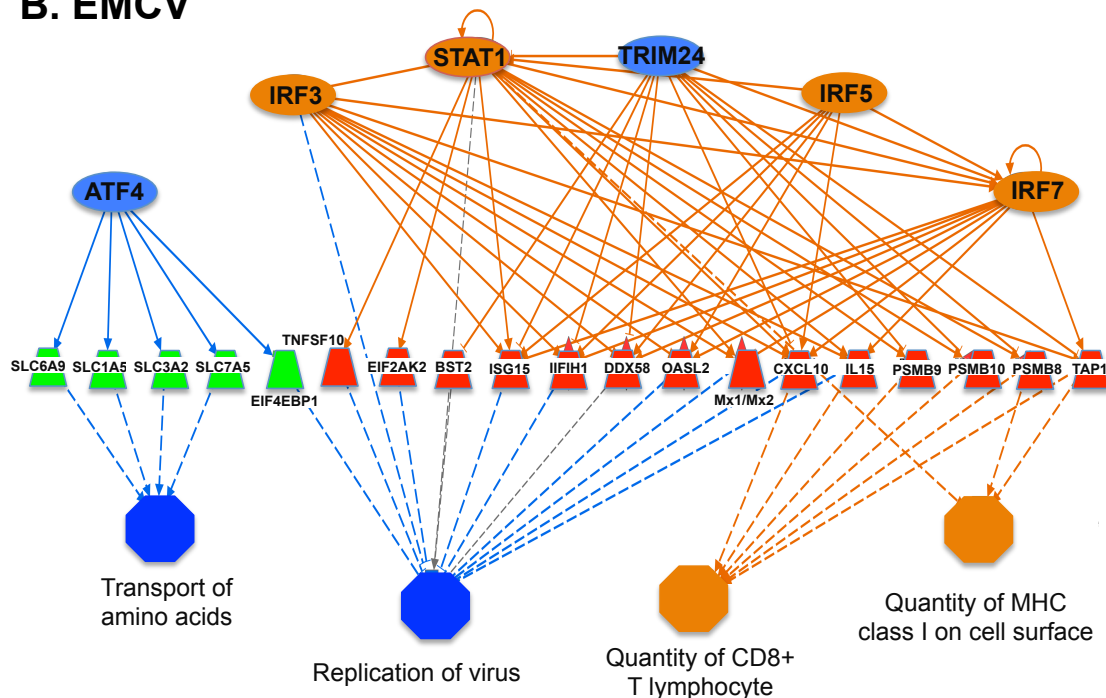 B. EMCV
STAT1
TRIM24
IRF3
IRF5
ATF4
IRF7
TNFSF10
SLC6A9
SLC1A5
SLC3A2
SLC7A5
EIF4EBP1
EIF2AK2
BST2
ISG15
IIFIH1
DDX58
OASL2
Mx1/Mx2
CXCL10
IL15
PSMB9
PSMB10
PSMB8
TAP1
Transport of
amino acids
Replication of virus
Quantity of CD8+
T lymphocyte
Quantity of MHC
class I on cell surface